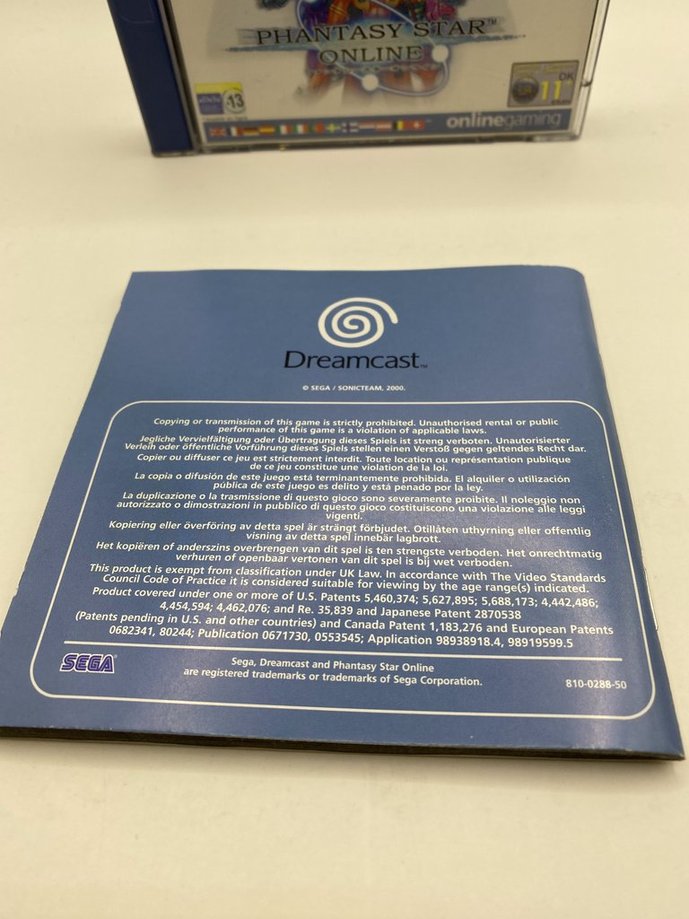 PHANTASY STAR™
ONLINE
13
DK
11
onlinegaming
Dreamcast™
© SEGA / SONICTEAM, 2000.
Copying or transmission of this game is strictly prohibited. Unauthorised rental or public
performance of this game is a violation of applicable laws.
Jegliche Vervielfältigung oder Übertragung dieses Spiels ist streng verboten. Unautorisierter
Verleih oder öffentliche Vorführung dieses Spiels stellen einen Verstoß gegen geltendes Recht dar.
Copier ou diffuser ce jeu est strictement interdit. Toute location ou représentation publique
de ce jeu constitue une violation de la loi.
La copia o difusión de este juego está terminantemente prohibida. El alquiler o utilización
pública de este juego es delito y está penado por la ley.
La duplicazione o la trasmissione di questo gioco sono severamente proibite. Il noleggio non
autorizzato o dimostrazioni in pubblico di questo gioco costituiscono una violazione alle leggi
vigenti.
Kopiering eller överföring av detta spel är strängt förbjudet. Otillåten uthyrning eller offentlig
visning av detta spel innebär lagbrott.
Het kopiëren of anderszins overbrengen van dit spel is ten strengste verboden. Het onrechtmatig
verhuren of openbaar vertonen van dit spel is bij wet verboden.
This product is exempt from classification under UK Law. In accordance with The Video Standards
Council Code of Practice it is considered suitable for viewing by the age range(s) indicated.
Product covered under one or more of U.S. Patents 5,460,374; 5,627,895; 5,688,173; 4,442,486;
4,454,594; 4,462,076; and Re. 35,839 and Japanese Patent 2870538
(Patents pending in U.S. and other countries) and Canada Patent 1,183,276 and European Patents
0682341, 80244; Publication 0671730, 0553545; Application 98938918.4, 98919599.5
SEGA
Sega, Dreamcast and Phantasy Star Online
are registered trademarks or trademarks of Sega Corporation.
810-0288-50